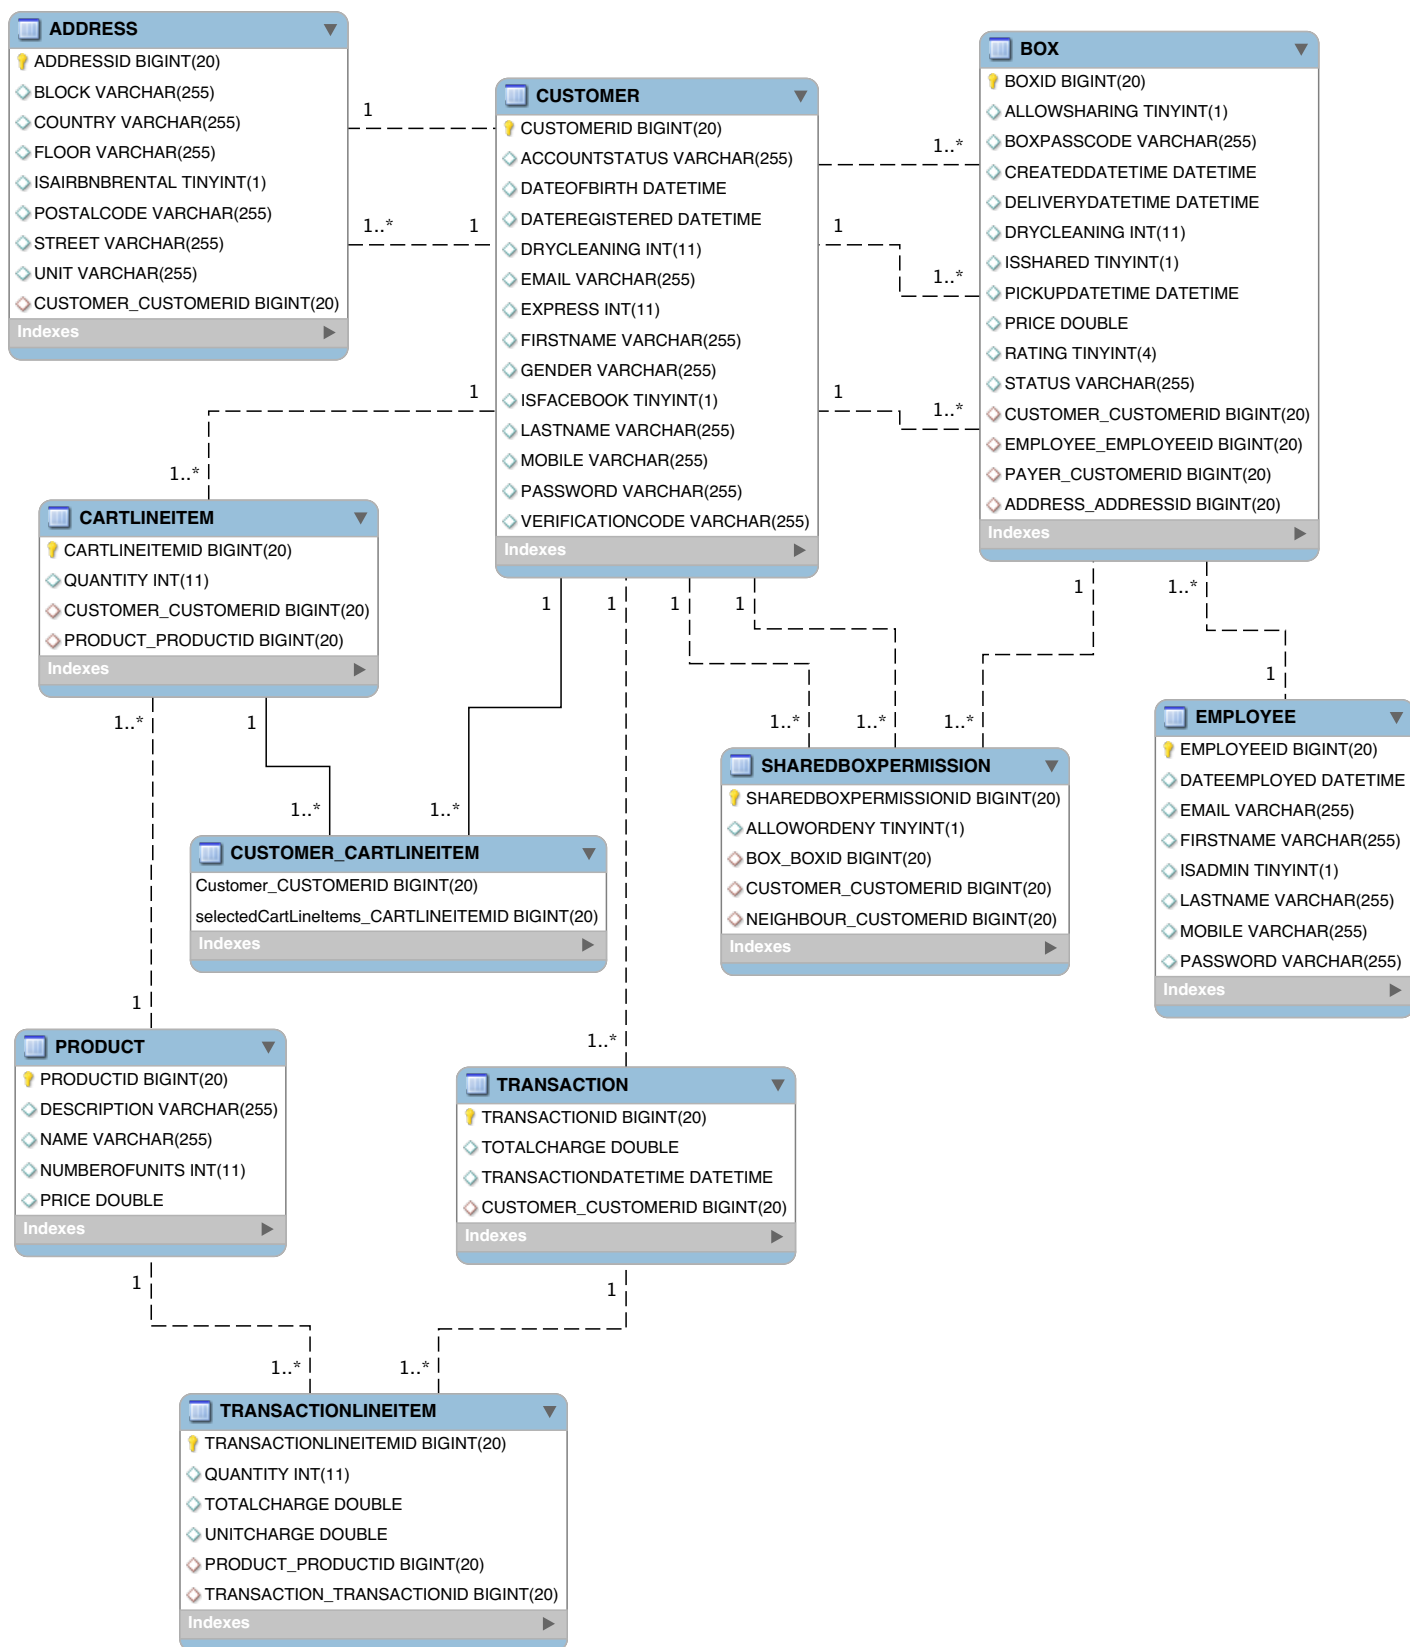 ADDRESS
ADDRESSID BIGINT(20)
BLOCK VARCHAR(255)
COUNTRY VARCHAR(255)
FLOOR VARCHAR(255)
ISAIRBNBRENTAL TINYINT(1)
POSTALCODE VARCHAR(255)
STREET VARCHAR(255)
UNIT VARCHAR(255)
CUSTOMER_CUSTOMERID BIGINT(20)
Indexes
1
1..*
1
CUSTOMER
CUSTOMERID BIGINT(20)
ACCOUNTSTATUS VARCHAR(255)
DATEOFBIRTH DATETIME
DATEREGISTERED DATETIME
DRYCLEANING INT(11)
EMAIL VARCHAR(255)
EXPRESS INT(11)
FIRSTNAME VARCHAR(255)
GENDER VARCHAR(255)
ISFACEBOOK TINYINT(1)
LASTNAME VARCHAR(255)
MOBILE VARCHAR(255)
PASSWORD VARCHAR(255)
VERIFICATIONCODE VARCHAR(255)
Indexes
1..*
1
1..*
1
1..*
BOX
BOXID BIGINT(20)
ALLOWSHARING TINYINT(1)
BOXPASSCODE VARCHAR(255)
CREATEDDATETIME DATETIME
DELIVERYDATETIME DATETIME
DRYCLEANING INT(11)
ISSHARED TINYINT(1)
PICKUPDATETIME DATETIME
PRICE DOUBLE
RATING TINYINT(4)
STATUS VARCHAR(255)
CUSTOMER_CUSTOMERID BIGINT(20)
EMPLOYEE_EMPLOYEEID BIGINT(20)
PAYER_CUSTOMERID BIGINT(20)
ADDRESS_ADDRESSID BIGINT(20)
Indexes
1
1..*
CARTLINEITEM
CARTLINEITEMID BIGINT(20)
QUANTITY INT(11)
CUSTOMER_CUSTOMERID BIGINT(20)
PRODUCT_PRODUCTID BIGINT(20)
Indexes
1
1
1
1
1
1..*
1
1..*
1
1..*
1..*
1..*
1..*
1..*
CUSTOMER_CARTLINEITEM
Customer_CUSTOMERID BIGINT(20)
selectedCartLineItems_CARTLINEITEMID BIGINT(20)
Indexes
SHAREDBOXPERMISSION
SHAREDBOXPERMISSIONID BIGINT(20)
ALLOWORDENY TINYINT(1)
BOX_BOXID BIGINT(20)
CUSTOMER_CUSTOMERID BIGINT(20)
NEIGHBOUR_CUSTOMERID BIGINT(20)
Indexes
EMPLOYEE
EMPLOYEEID BIGINT(20)
DATEEMPLOYED DATETIME
EMAIL VARCHAR(255)
FIRSTNAME VARCHAR(255)
ISADMIN TINYINT(1)
LASTNAME VARCHAR(255)
MOBILE VARCHAR(255)
PASSWORD VARCHAR(255)
Indexes
1
1..*
PRODUCT
PRODUCTID BIGINT(20)
DESCRIPTION VARCHAR(255)
NAME VARCHAR(255)
NUMBEROFUNITS INT(11)
PRICE DOUBLE
Indexes
TRANSACTION
TRANSACTIONID BIGINT(20)
TOTALCHARGE DOUBLE
TRANSACTIONDATETIME DATETIME
CUSTOMER_CUSTOMERID BIGINT(20)
Indexes
1
1
1..*
1..*
TRANSACTIONLINEITEM
TRANSACTIONLINEITEMID BIGINT(20)
QUANTITY INT(11)
TOTALCHARGE DOUBLE
UNITCHARGE DOUBLE
PRODUCT_PRODUCTID BIGINT(20)
TRANSACTION_TRANSACTIONID BIGINT(20)
Indexes